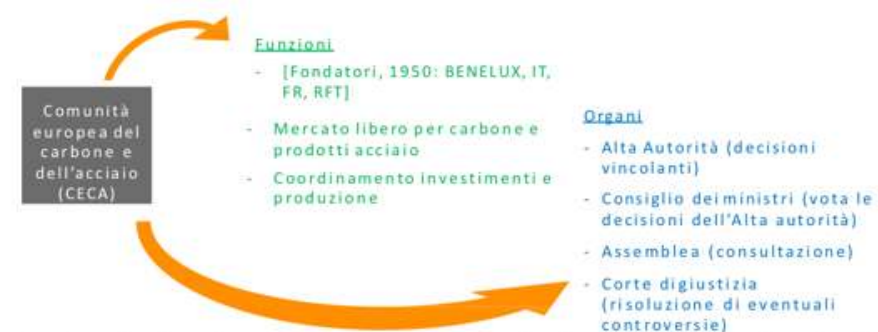 Comunità
europea del
carbone e
dell'acciaio
(CECA)
Funzioni
- [Fondatori, 1950: BENELUX, IT,
FR, RFT]
- Mercato libero per carbone e
prodotti acciaio
- Coordinamento investimenti e
produzione
Organi
- Alta Autorità (decisioni
vincolanti)
- Consiglio dei ministri (vota le
decisioni dell'Alta autorità)
- Assemblea (consultazione)
- Corte di giustizia
(risoluzione di eventuali
controversie)